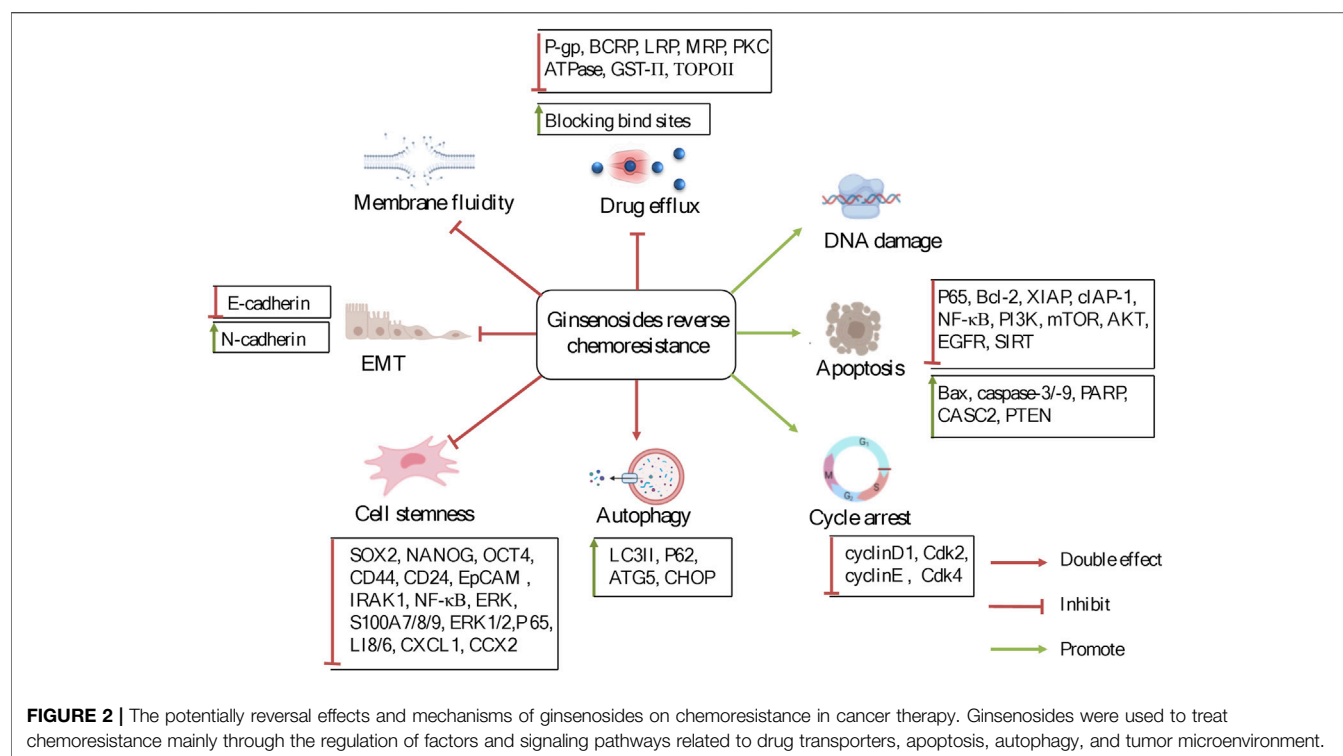 P-gp, BCRP, LRP, MRP, PKC
ATPase, GST-Π, TOPOII
Blocking bind sites
Membrane fluidity
Drug efflux
DNA damage
E-cadherin
N-cadherin
EMT
Ginsenosides reverse
chemoresistance
Apoptosis
P65, Bcl-2, XIAP, cIAP-1,
NF-κB, PI3K, mTOR, AKT,
EGFR, SIRT
Bax, caspase-3/-9, PARP,
CASC2, PTEN
Cell stemness
SOX2, NANOG, OCT4,
CD44, CD24, EpCAM ,
IRAK1, NF-κB, ERK,
S100A7/8/9, ERK1/2,P65,
LI8/6, CXCL1, CCX2
Autophagy
LC3II, P62,
ATG5, CHOP
G1
M
S
G2
Cycle arrest
cyclinD1, Cdk2,
cyclinE , Cdk4
Double effect
Inhibit
Promote
FIGURE 2 | The potentially reversal effects and mechanisms of ginsenosides on chemoresistance in cancer therapy. Ginsenosides were used to treat
chemoresistance mainly through the regulation of factors and signaling pathways related to drug transporters, apoptosis, autophagy, and tumor microenvironment.